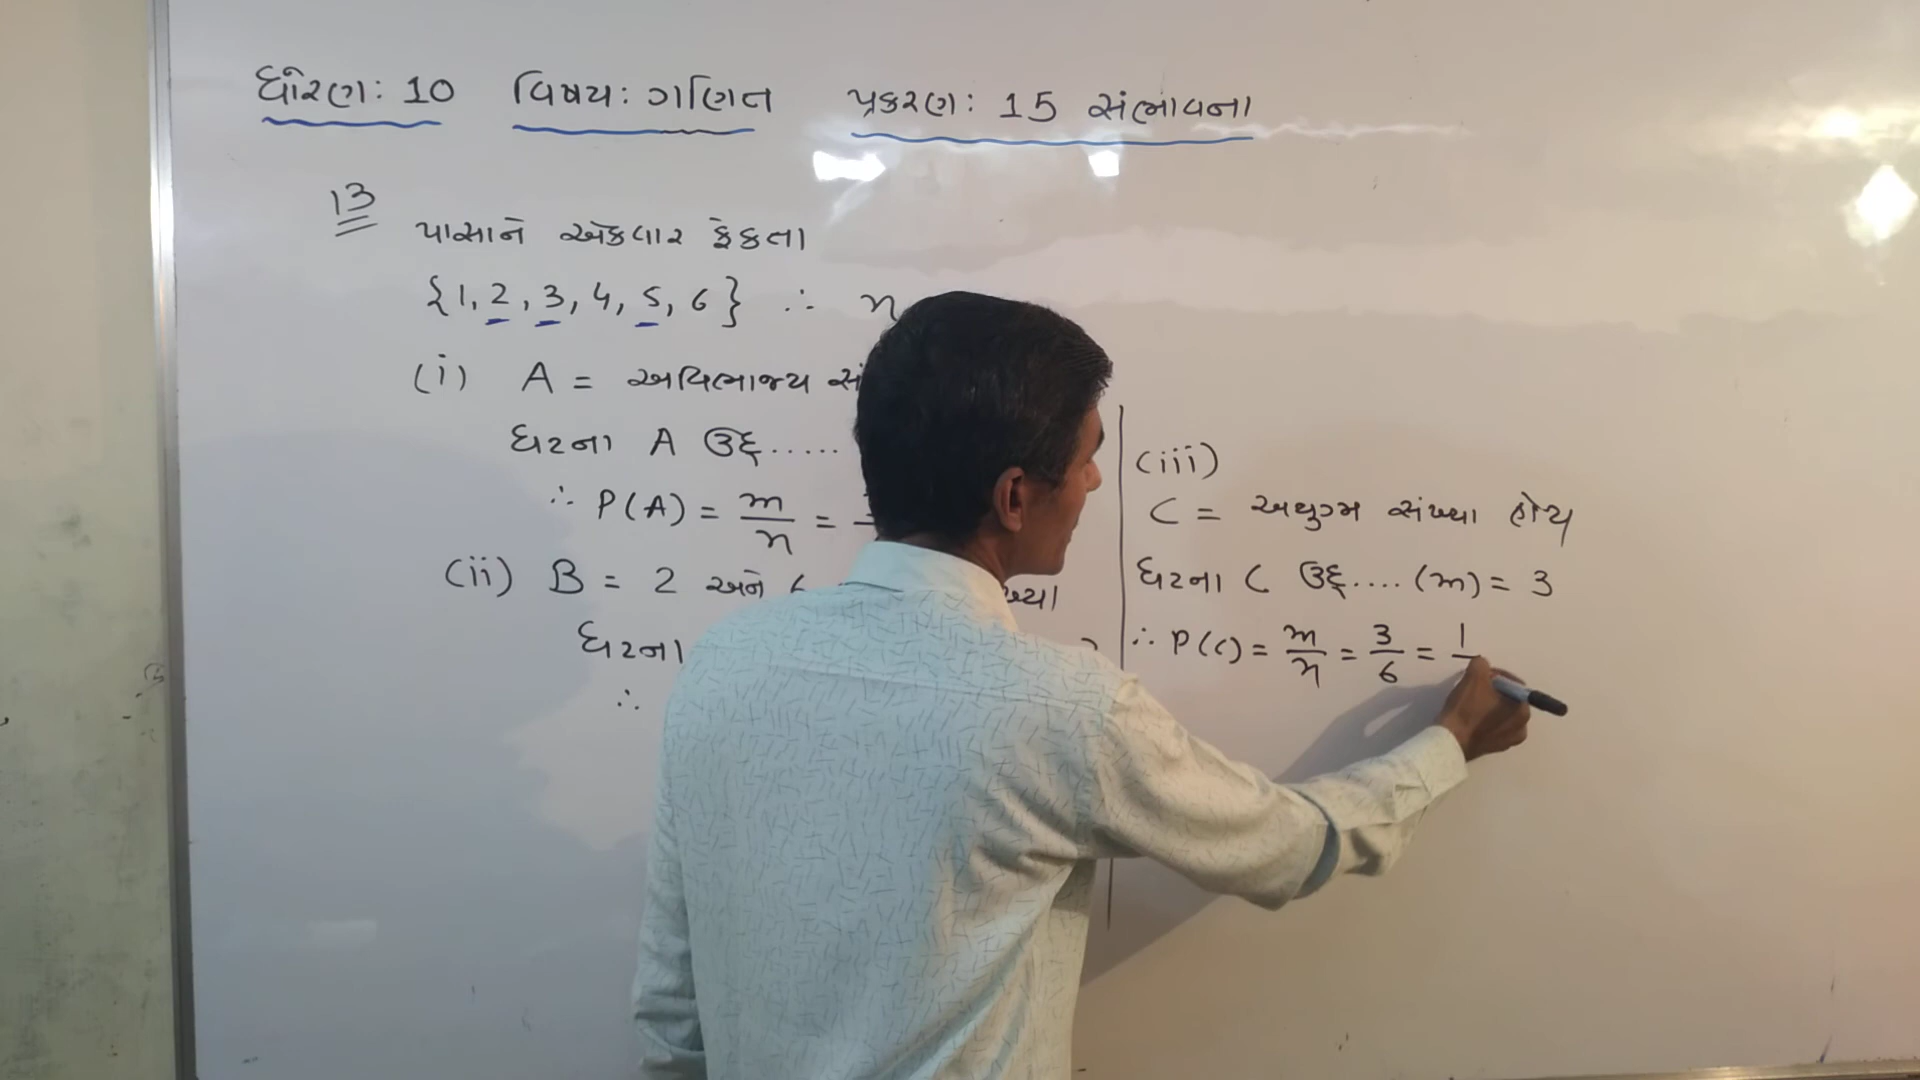 ધોરણ: 10 વિષય: ગણિત પ્રકરણ: 15 સંભાવના
13
પાસાને એકવાર ફેંકતા
{1, 2, 3, 4, 5, 6} ∴ n
(i) A = અવિભાજ્ય સં
ઘટના A ઉદ્દ.....
∴ P(A) = m/n =
(ii) B = 2 અને 6
ઘટના
∴
(iii)
C = અયુગ્મ સંખ્યા હોય
ઘટના C ઉદ્દ....(m) = 3
∴ P(C) = m/n = 3/6 = 1